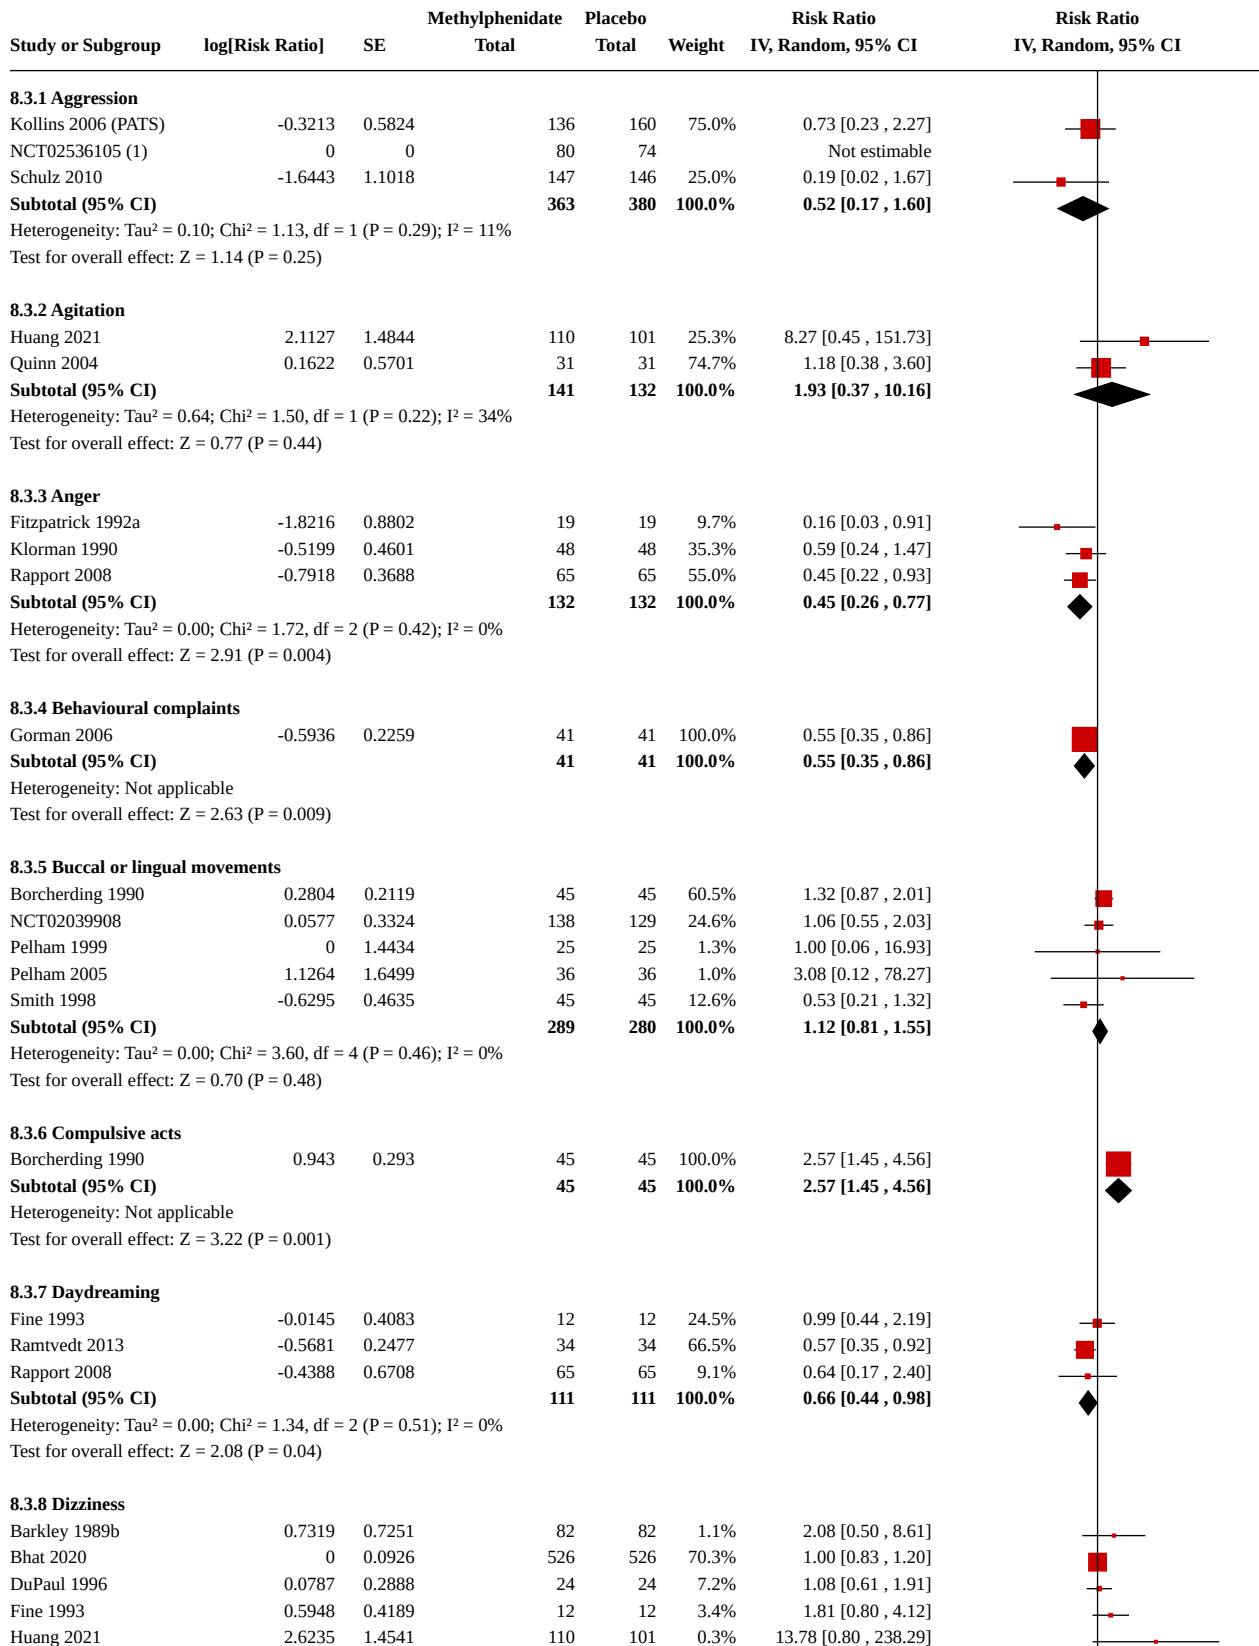 Methylphenidate Placebo Risk Ratio Risk Ratio
Study or Subgroup log[Risk Ratio] SE Total Total Weight IV, Random, 95% CI IV, Random, 95% CI
8.3.1 Aggression
Kollins 2006 (PATS) -0.3213 0.5824 136 160 75.0% 0.73 [0.23 , 2.27]
NCT02536105 (1) 0 0 80 74 Not estimable
Schulz 2010 -1.6443 1.1018 147 146 25.0% 0.19 [0.02 , 1.67]
Subtotal (95% CI) 363 380 100.0% 0.52 [0.17 , 1.60]
Heterogeneity: Tau² = 0.10; Chi² = 1.13, df = 1 (P = 0.29); I² = 11%
Test for overall effect: Z = 1.14 (P = 0.25)
8.3.2 Agitation
Huang 2021 2.1127 1.4844 110 101 25.3% 8.27 [0.45 , 151.73]
Quinn 2004 0.1622 0.5701 31 31 74.7% 1.18 [0.38 , 3.60]
Subtotal (95% CI) 141 132 100.0% 1.93 [0.37 , 10.16]
Heterogeneity: Tau² = 0.64; Chi² = 1.50, df = 1 (P = 0.22); I² = 34%
Test for overall effect: Z = 0.77 (P = 0.44)
8.3.3 Anger
Fitzpatrick 1992a -1.8216 0.8802 19 19 9.7% 0.16 [0.03 , 0.91]
Klorman 1990 -0.5199 0.4601 48 48 35.3% 0.59 [0.24 , 1.47]
Rapport 2008 -0.7918 0.3688 65 65 55.0% 0.45 [0.22 , 0.93]
Subtotal (95% CI) 132 132 100.0% 0.45 [0.26 , 0.77]
Heterogeneity: Tau² = 0.00; Chi² = 1.72, df = 2 (P = 0.42); I² = 0%
Test for overall effect: Z = 2.91 (P = 0.004)
8.3.4 Behavioural complaints
Gorman 2006 -0.5936 0.2259 41 41 100.0% 0.55 [0.35 , 0.86]
Subtotal (95% CI) 41 41 100.0% 0.55 [0.35 , 0.86]
Heterogeneity: Not applicable
Test for overall effect: Z = 2.63 (P = 0.009)
8.3.5 Buccal or lingual movements
Borcherding 1990 0.2804 0.2119 45 45 60.5% 1.32 [0.87 , 2.01]
NCT02039908 0.0577 0.3324 138 129 24.6% 1.06 [0.55 , 2.03]
Pelham 1999 0 1.4434 25 25 1.3% 1.00 [0.06 , 16.93]
Pelham 2005 1.1264 1.6499 36 36 1.0% 3.08 [0.12 , 78.27]
Smith 1998 -0.6295 0.4635 45 45 12.6% 0.53 [0.21 , 1.32]
Subtotal (95% CI) 289 280 100.0% 1.12 [0.81 , 1.55]
Heterogeneity: Tau² = 0.00; Chi² = 3.60, df = 4 (P = 0.46); I² = 0%
Test for overall effect: Z = 0.70 (P = 0.48)
8.3.6 Compulsive acts
Borcherding 1990 0.943 0.293 45 45 100.0% 2.57 [1.45 , 4.56]
Subtotal (95% CI) 45 45 100.0% 2.57 [1.45 , 4.56]
Heterogeneity: Not applicable
Test for overall effect: Z = 3.22 (P = 0.001)
8.3.7 Daydreaming
Fine 1993 -0.0145 0.4083 12 12 24.5% 0.99 [0.44 , 2.19]
Ramtvedt 2013 -0.5681 0.2477 34 34 66.5% 0.57 [0.35 , 0.92]
Rapport 2008 -0.4388 0.6708 65 65 9.1% 0.64 [0.17 , 2.40]
Subtotal (95% CI) 111 111 100.0% 0.66 [0.44 , 0.98]
Heterogeneity: Tau² = 0.00; Chi² = 1.34, df = 2 (P = 0.51); I² = 0%
Test for overall effect: Z = 2.08 (P = 0.04)
8.3.8 Dizziness
Barkley 1989b 0.7319 0.7251 82 82 1.1% 2.08 [0.50 , 8.61]
Bhat 2020 0 0.0926 526 526 70.3% 1.00 [0.83 , 1.20]
DuPaul 1996 0.0787 0.2888 24 24 7.2% 1.08 [0.61 , 1.91]
Fine 1993 0.5948 0.4189 12 12 3.4% 1.81 [0.80 , 4.12]
Huang 2021 2.6235 1.4541 110 101 0.3% 13.78 [0.80 , 238.29]